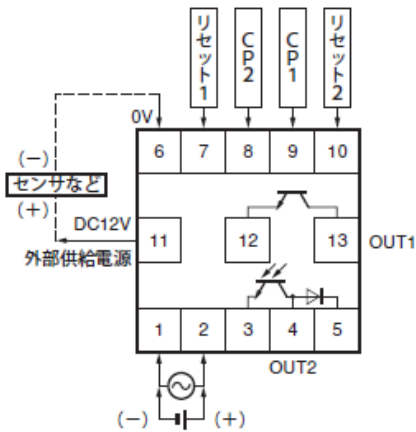 リセット1
CP2
CP1
リセット2
0V
6 7 8 9 10
(−)
センサなど
(+)
DC12V
外部供給電源
11 12 13
OUT1
1 2 3 4 5
OUT2
(−) (+)